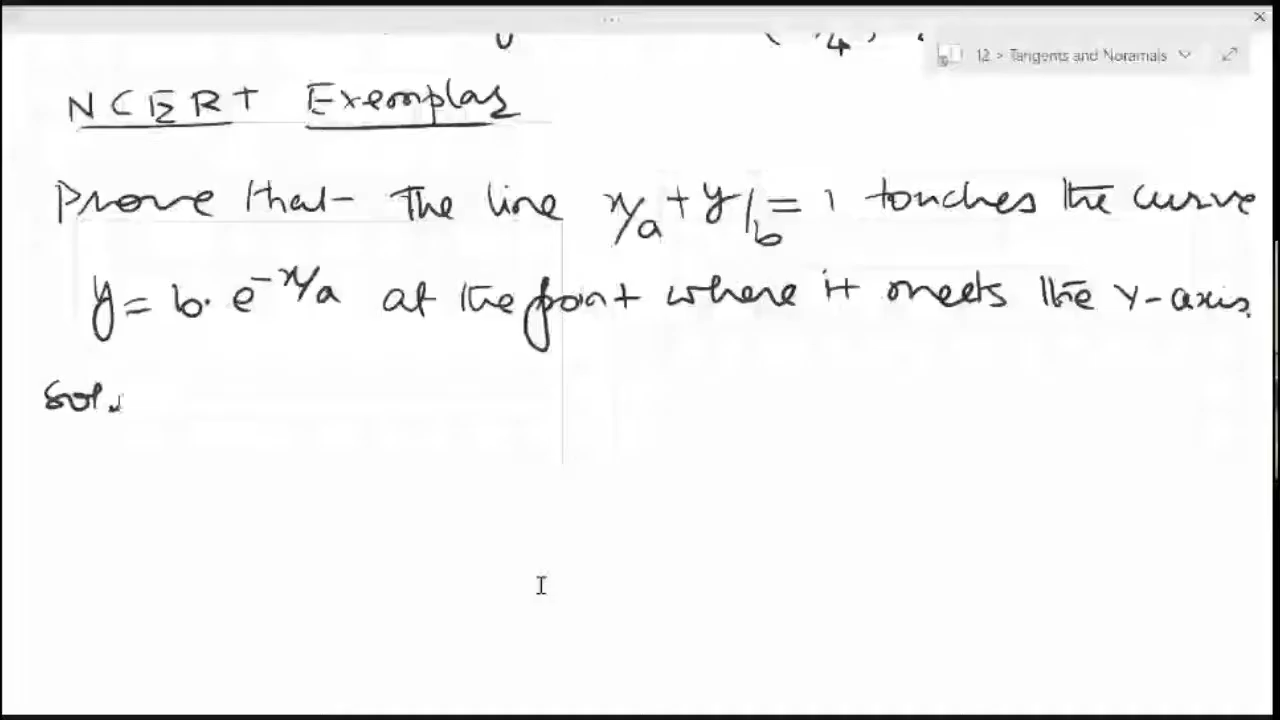 12 > Tangents and Noramals
NCERT Exemplar
Prove that The line x/a + y/b = 1 touches the curve
y = b. e^-x/a at the point where it meets the Y-axis.
Sol.